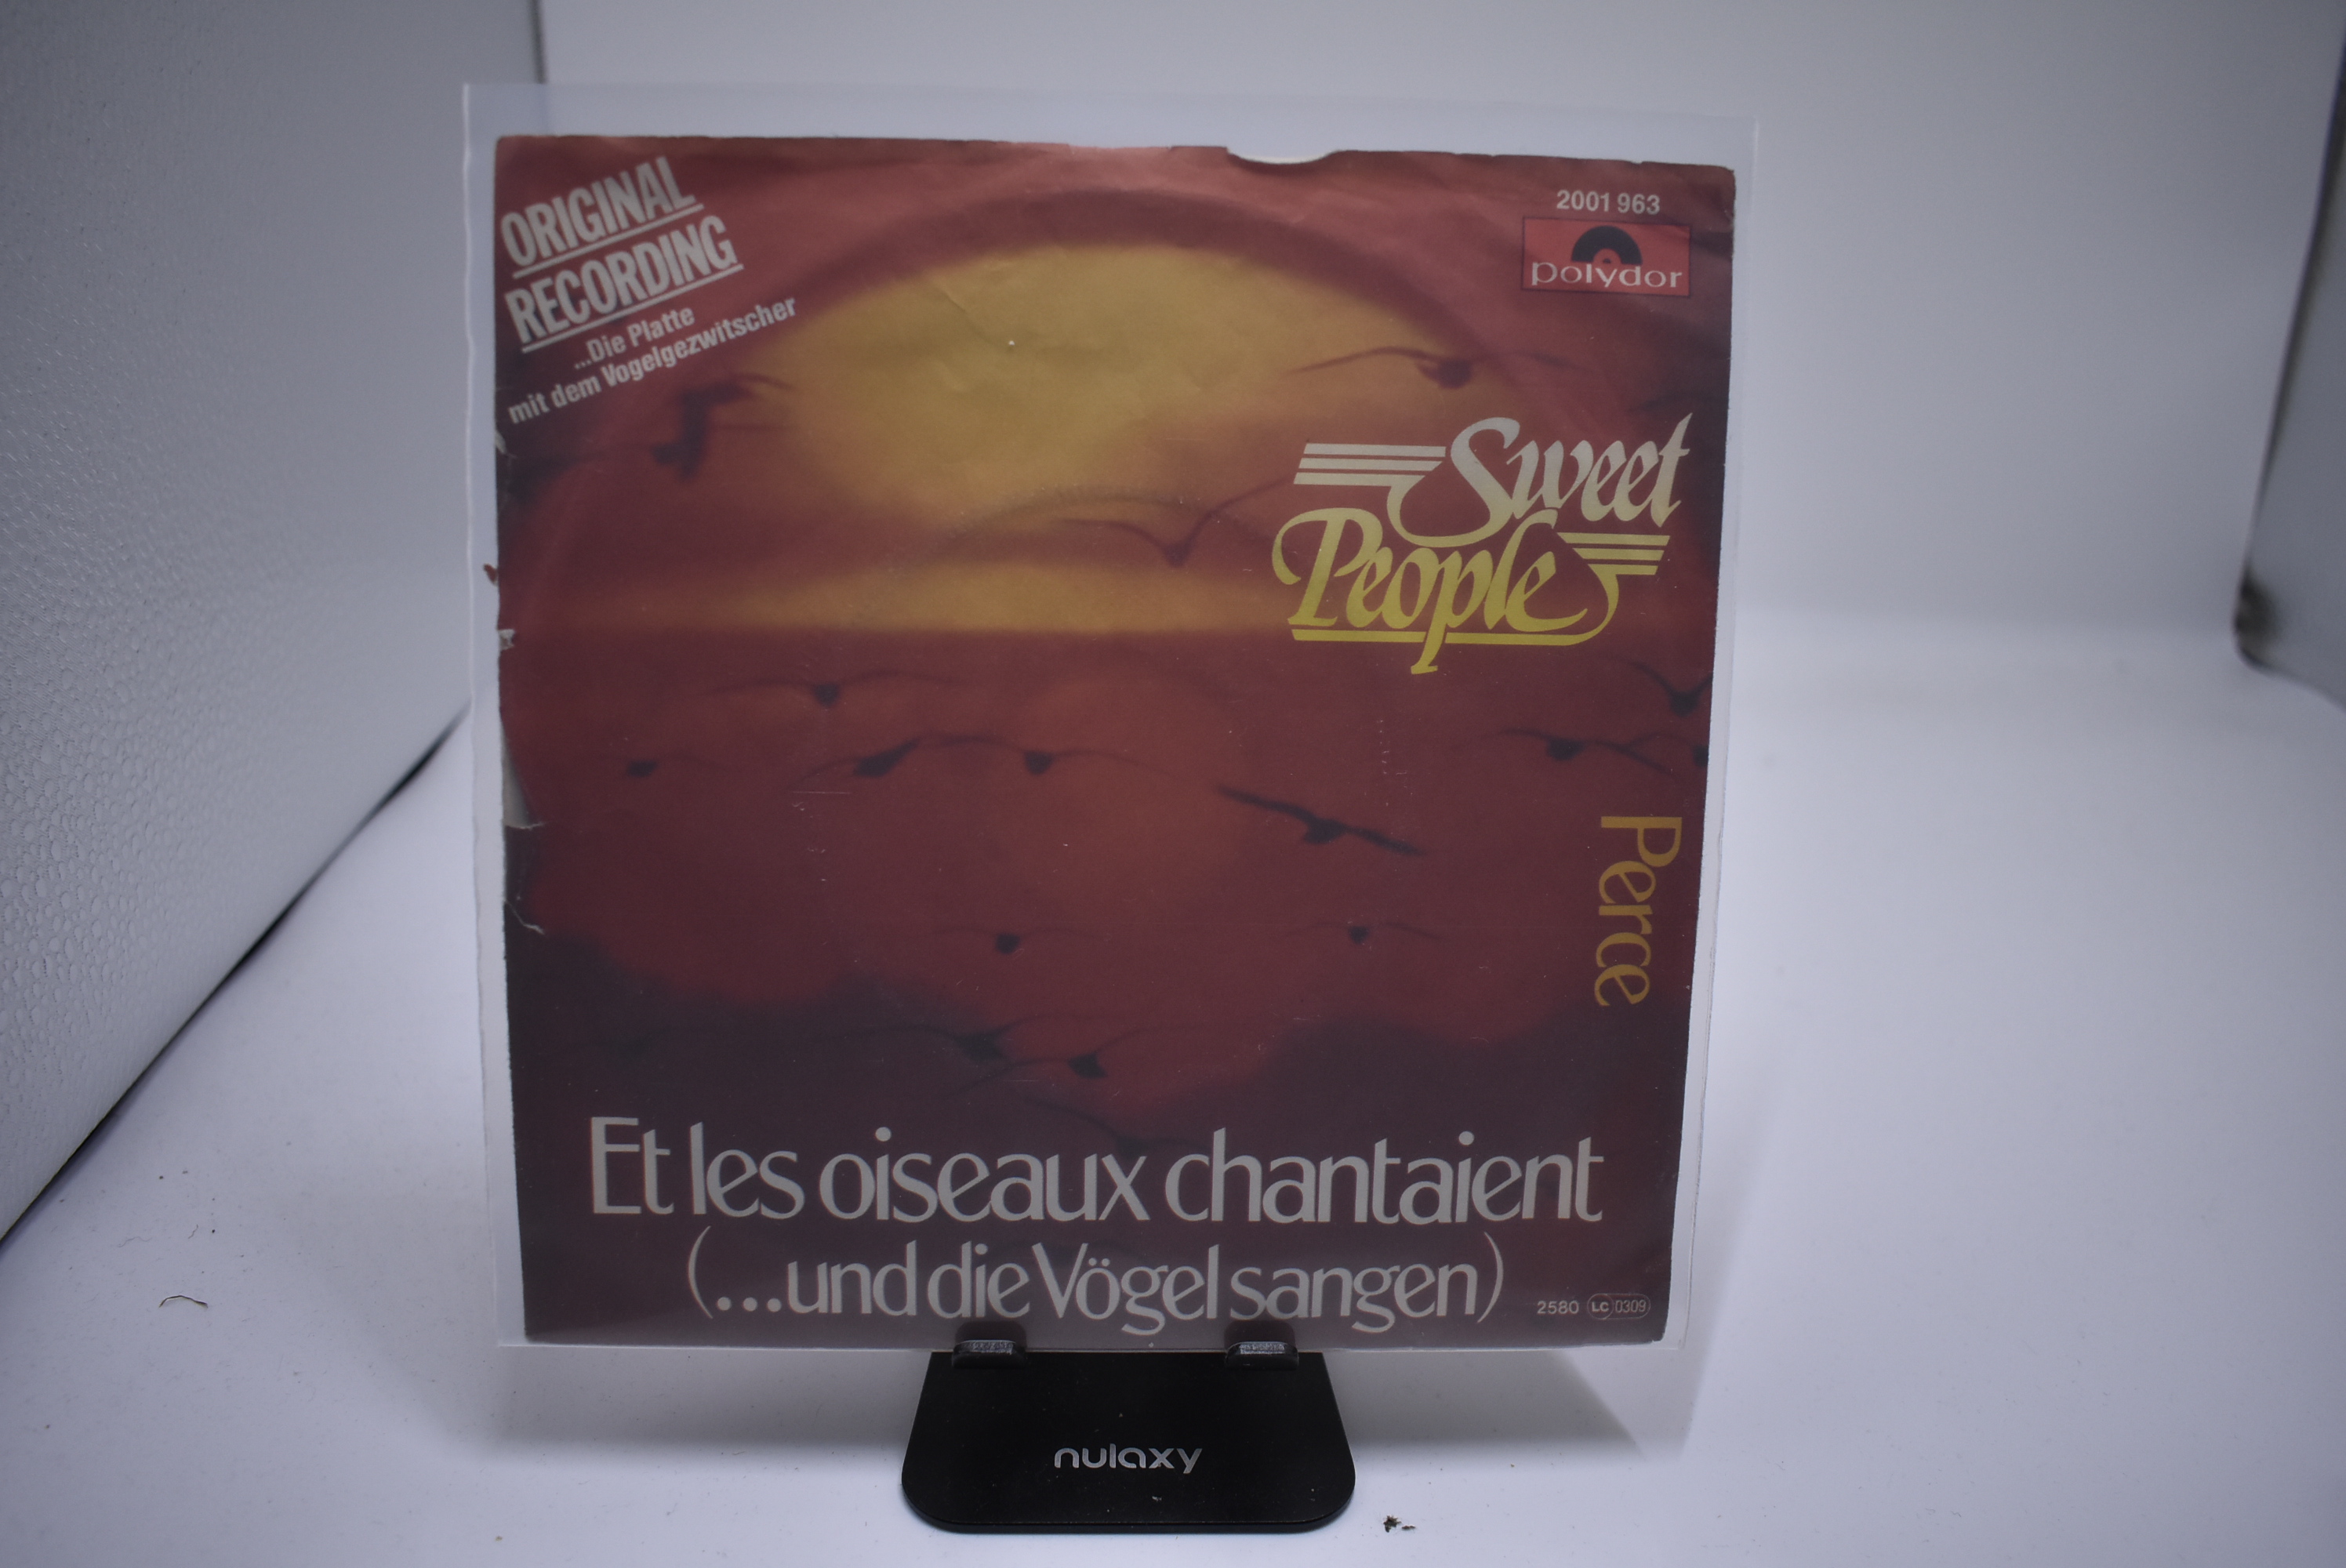 ORIGINAL
RECORDING
...Die Platte
mit dem Vogelgezwitscher
2001 963
polydor
Sweet
People
Perce
Et les oiseaux chantaient
(...und die Vögel sangen)
2580 LC 0309
nulaxy